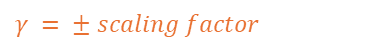 γ = ± scaling factor